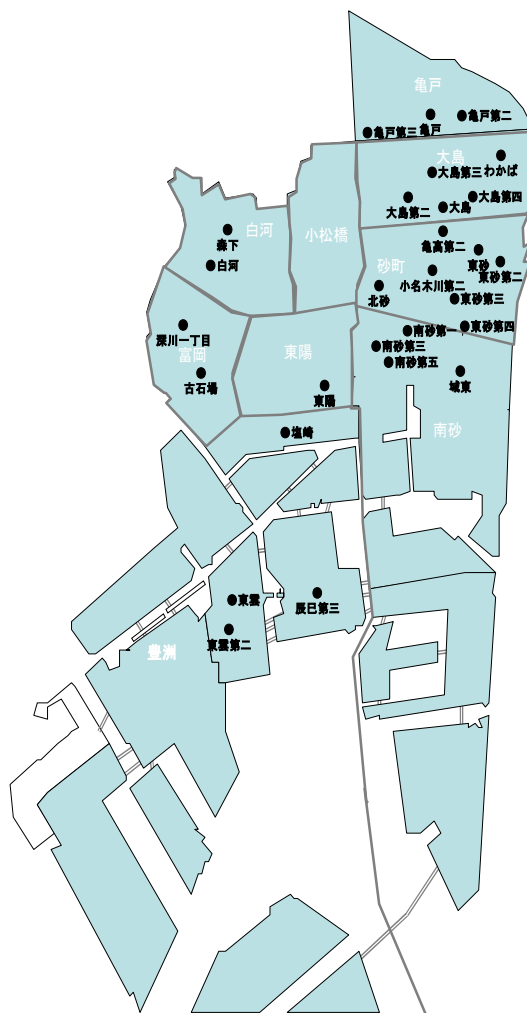 亀戸
亀戸第二
亀戸
亀戸第三
大島
わかば
大島第三
大島第四
大島第二
大島
白河
森下
白河
小松橋
亀高第二
東砂
東砂第二
砂町
小名木川第二
北砂
東砂第三
深川一丁目
富岡
古石場
東陽
東陽
南砂第一
東砂第四
南砂第三
南砂第五
城東
南砂
塩崎
東雲
辰巳第三
東雲第二
豊洲